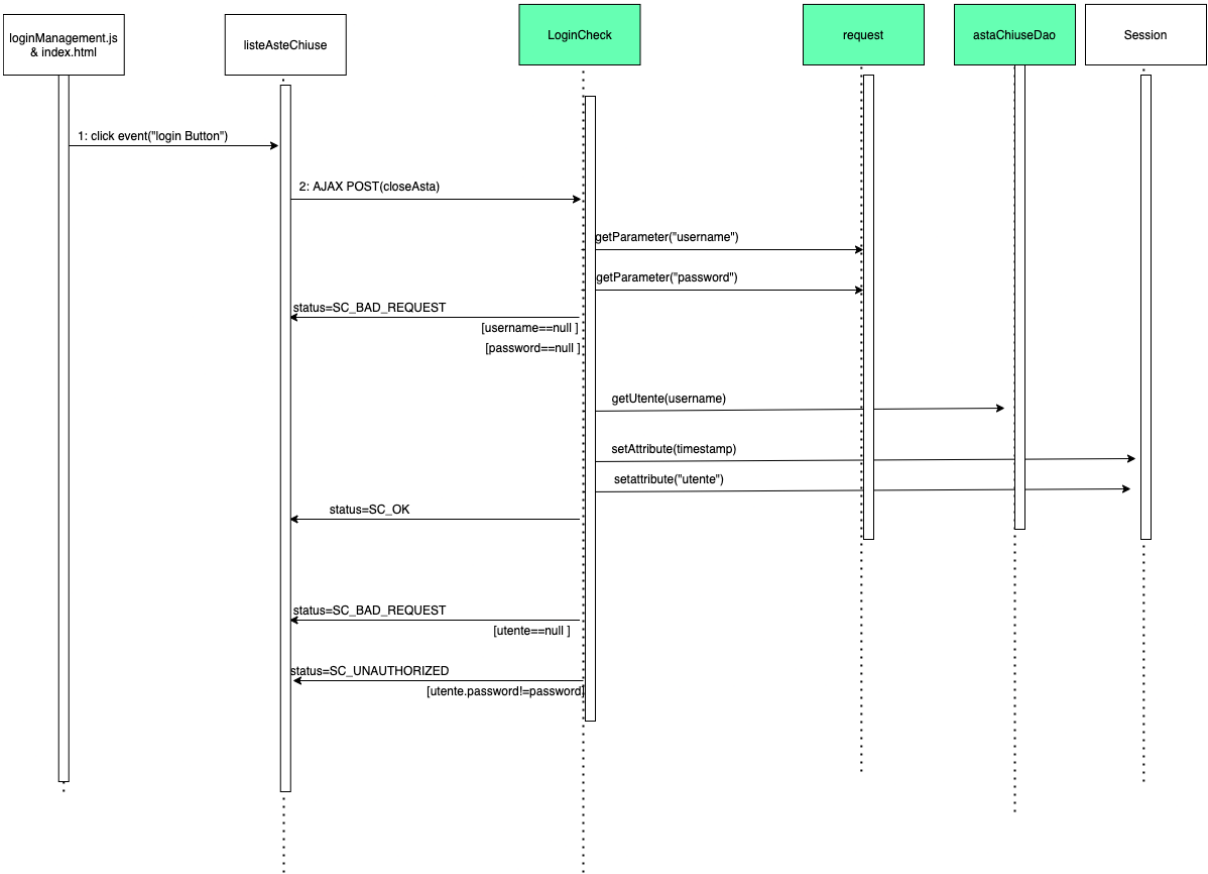 loginManagement.js
& index.html
listeAsteChiuse
LoginCheck
request
astaChiuseDao
Session
1: click event("login Button")
2: AJAX POST(closeAsta)
getParameter("username")
getParameter("password")
status=SC_BAD_REQUEST
[username==null ]
[password==null ]
getUtente(username)
setAttribute(timestamp)
setattribute("utente")
status=SC_OK
status=SC_BAD_REQUEST
[utente==null ]
status=SC_UNAUTHORIZED
[utente.password!=password]